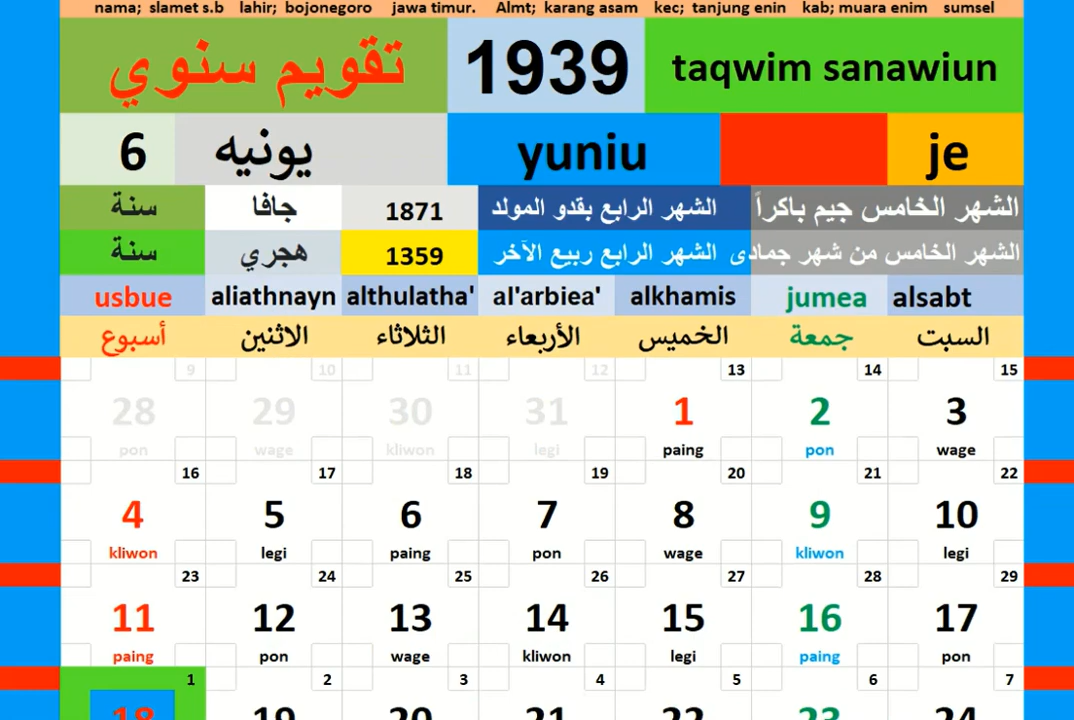 nama; slamet s.b lahir; bojonegoro jawa timur. Almt; karang asam kec; tanjung enin kab; muara enim sumsel
تقويم سنوي 1939 taqwim sanawiun
6 يونيه yuniu je
سنة جافا 1871 الشهر الرابع بقدو المولد الشهر الخامس جيم باكراً
سنة هجري 1359 الشهر الرابع ربيع الآخر الشهر الخامس من شهر جمادى
usbue aliathnayn althulatha' al'arbiea' alkhamis jumea alsabt
أسبوع الاثنين الثلاثاء الأربعاء الخميس جمعة السبت
9 10 11 12 13 14 15
28 29 30 31 1 2 3
pon wage kliwon legi paing pon wage
16 17 18 19 20 21 22
4 5 6 7 8 9 10
kliwon legi paing pon wage kliwon legi
23 24 25 26 27 28 29
11 12 13 14 15 16 17
paing pon wage kliwon legi paing pon
1 2 3 4 5 6 7
18 19 20 21 22 23 24